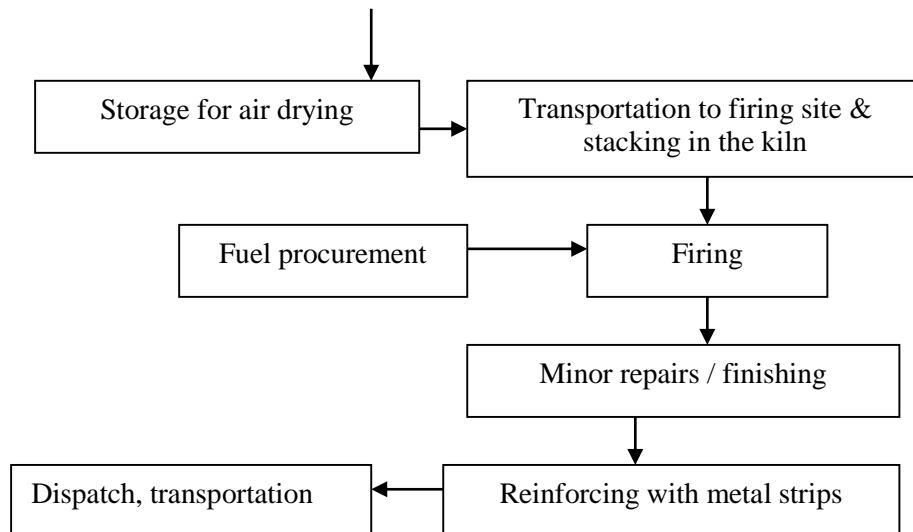 Storage for air drying
Transportation to firing site &
stacking in the kiln
Fuel procurement
Firing
Minor repairs / finishing
Dispatch, transportation
Reinforcing with metal strips